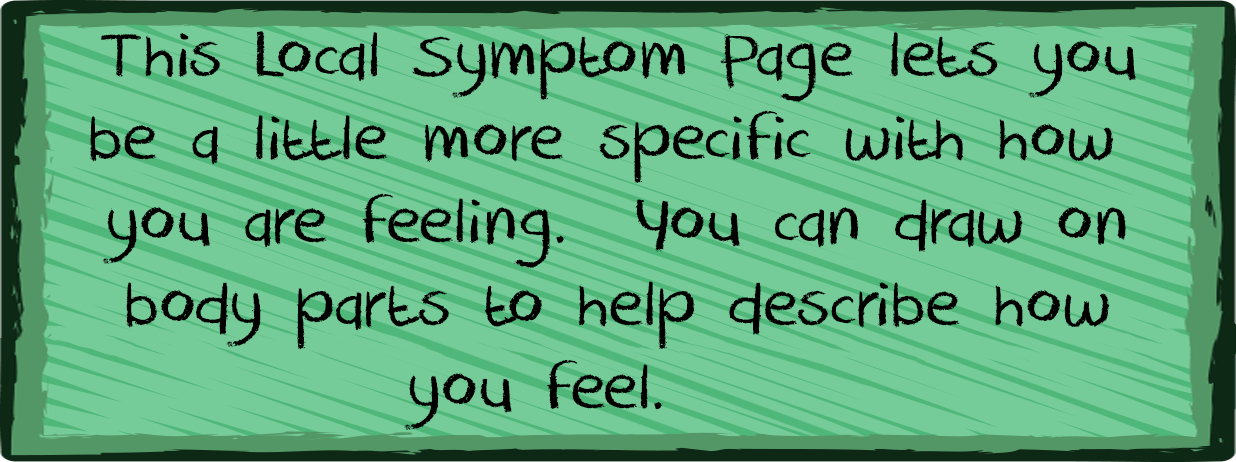 This Local Symptom Page lets you
be a little more specific with how
you are feeling. You can draw on
body parts to help describe how
you feel.